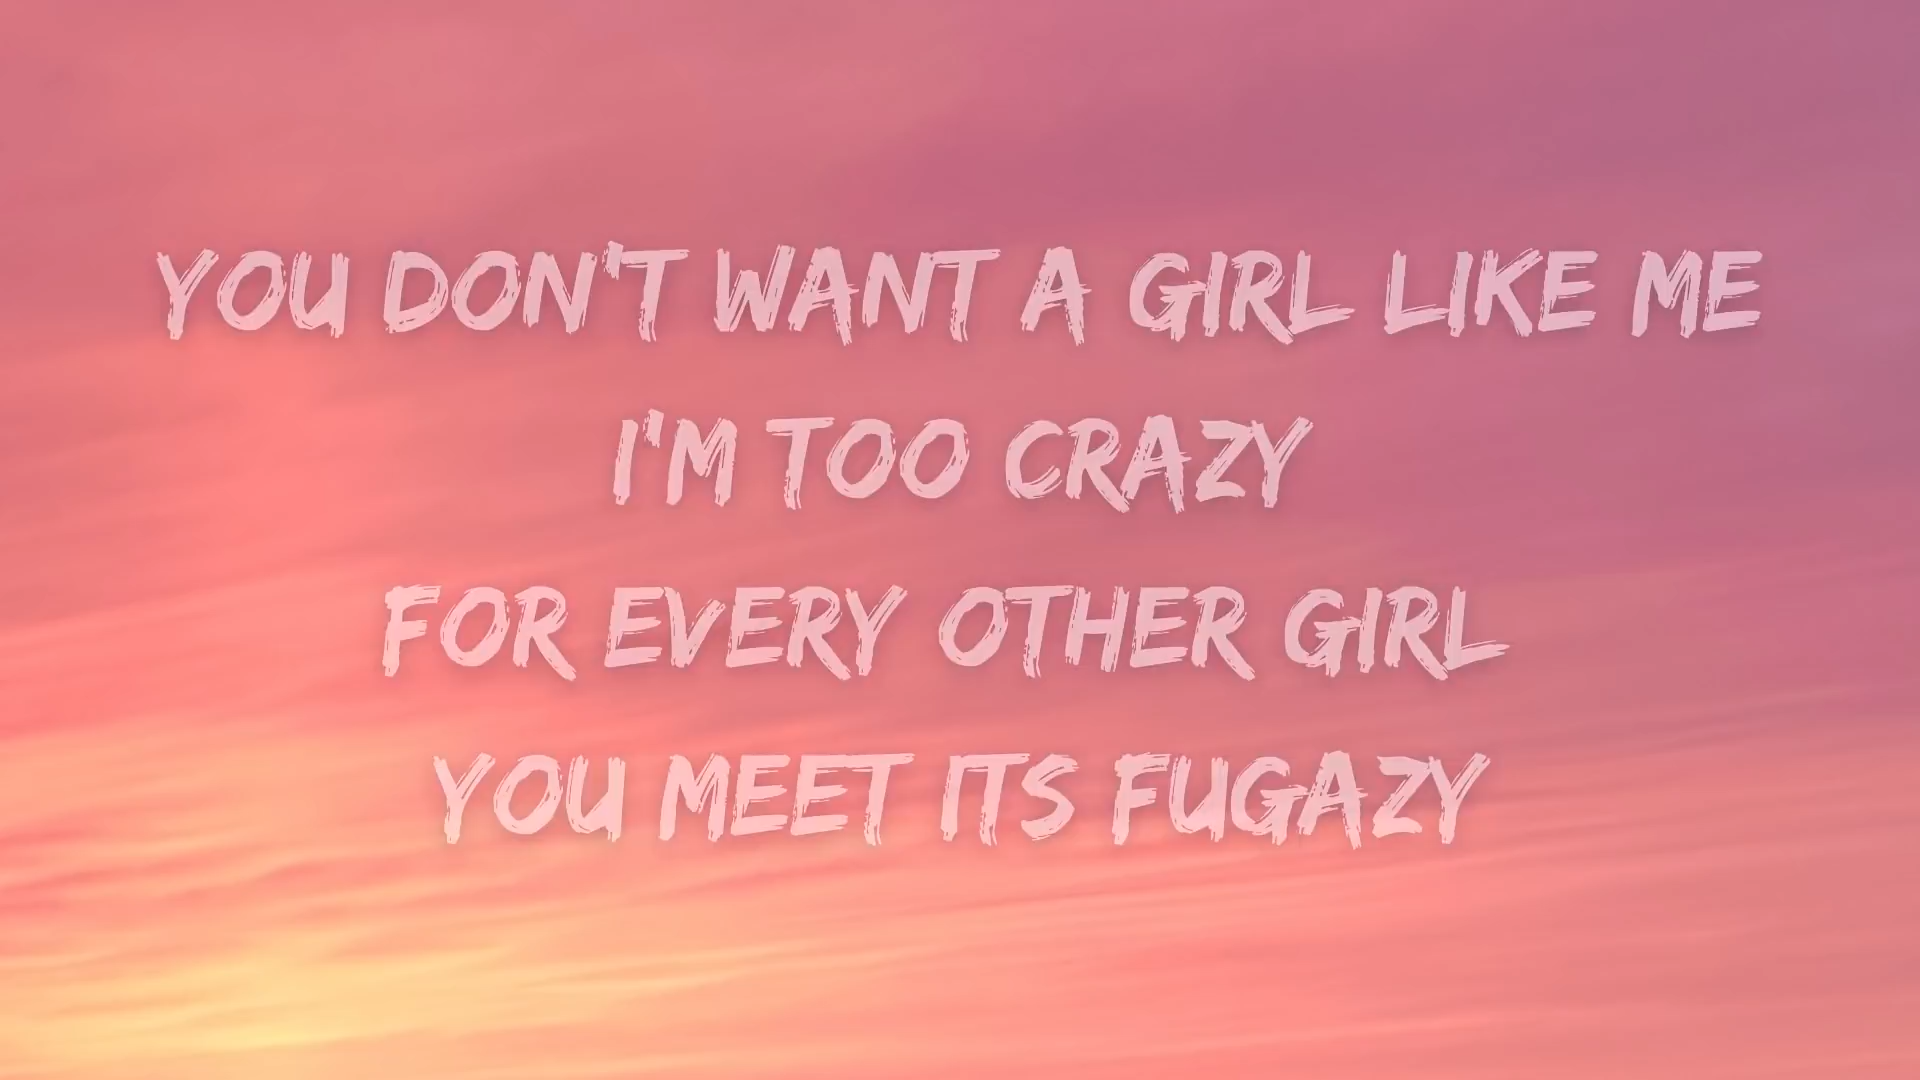 YOU DON'T WANT A GIRL LIKE ME
I'M TOO CRAZY
FOR EVERY OTHER GIRL
YOU MEET ITS FUGAZY